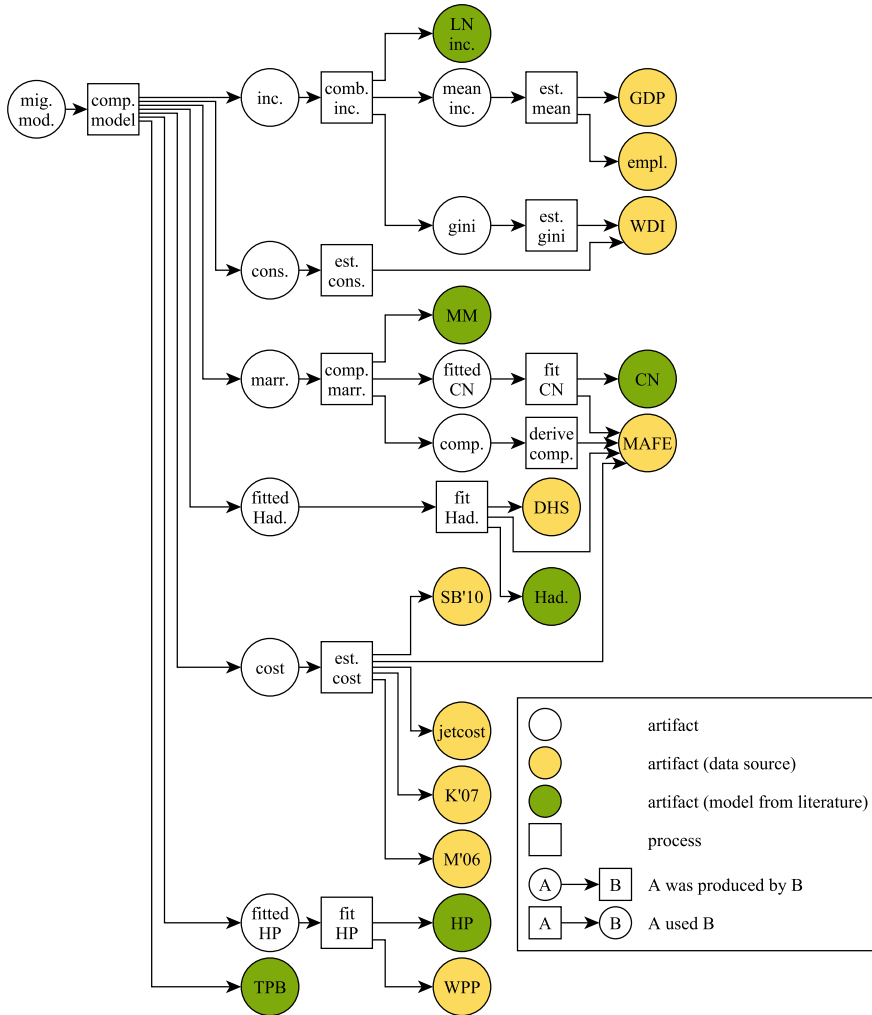 LN
inc.
mig.
mod.
comp.
model
inc.
comb.
inc.
mean
inc.
est.
mean
GDP
empl.
gini
est.
gini
WDI
cons.
est.
cons.
MM
marr.
comp.
marr.
fitted
CN
fit
CN
CN
comp.
derive
comp.
MAFE
fitted
Had.
fit
Had.
DHS
SB'10
Had.
cost
est.
cost
jetcost
K'07
M'06
fitted
HP
fit
HP
HP
TPB
WPP
artifact
artifact (data source)
artifact (model from literature)
process
A
B
A was produced by B
A
B
A used B